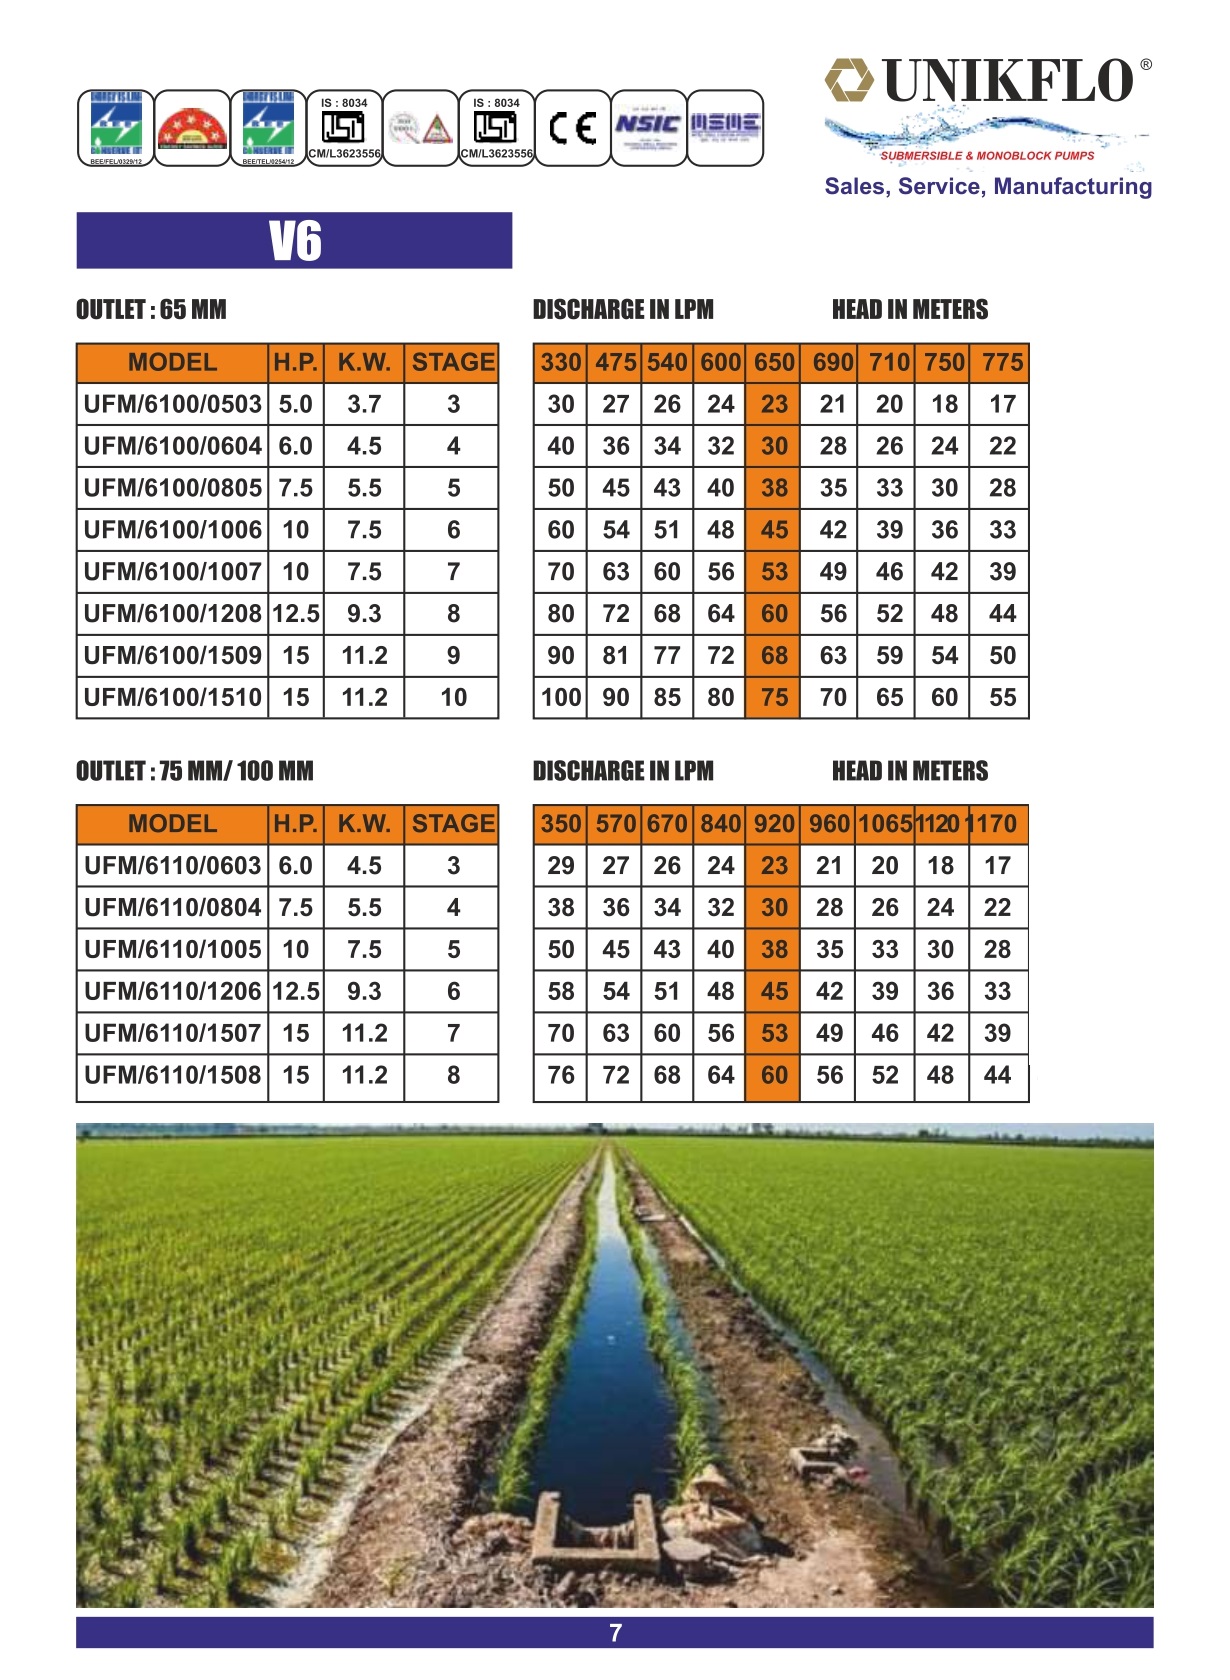 UNIKFLO ®
IS : 8034
IS : 8034
NSIC
MSME
BEE/FEL/0329/12
BEE/TEL/0254/12
CM/L3623556
CM/L3623556
CE
SUBMERSIBLE & MONOBLOCK PUMPS
Sales, Service, Manufacturing
V6
OUTLET : 65 MM DISCHARGE IN LPM HEAD IN METERS
MODEL H.P. K.W. STAGE 330 475 540 600 650 690 710 750 775
UFM/6100/0503 5.0 3.7 3 30 27 26 24 23 21 20 18 17
UFM/6100/0604 6.0 4.5 4 40 36 34 32 30 28 26 24 22
UFM/6100/0805 7.5 5.5 5 50 45 43 40 38 35 33 30 28
UFM/6100/1006 10 7.5 6 60 54 51 48 45 42 39 36 33
UFM/6100/1007 10 7.5 7 70 63 60 56 53 49 46 42 39
UFM/6100/1208 12.5 9.3 8 80 72 68 64 60 56 52 48 44
UFM/6100/1509 15 11.2 9 90 81 77 72 68 63 59 54 50
UFM/6100/1510 15 11.2 10 100 90 85 80 75 70 65 60 55
OUTLET : 75 MM/ 100 MM DISCHARGE IN LPM HEAD IN METERS
MODEL H.P. K.W. STAGE 350 570 670 840 920 960 1065 1120 1170
UFM/6110/0603 6.0 4.5 3 29 27 26 24 23 21 20 18 17
UFM/6110/0804 7.5 5.5 4 38 36 34 32 30 28 26 24 22
UFM/6110/1005 10 7.5 5 50 45 43 40 38 35 33 30 28
UFM/6110/1206 12.5 9.3 6 58 54 51 48 45 42 39 36 33
UFM/6110/1507 15 11.2 7 70 63 60 56 53 49 46 42 39
UFM/6110/1508 15 11.2 8 76 72 68 64 60 56 52 48 44
7